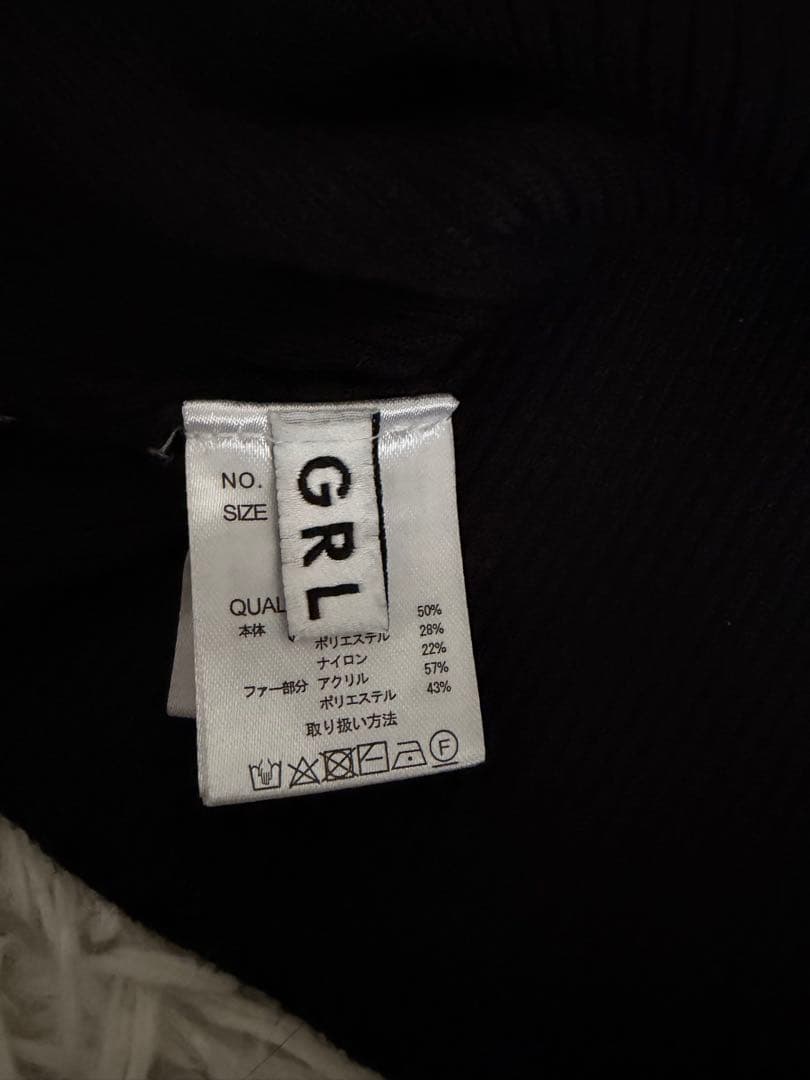 GRL
NO.
SIZE
QUAL
本体 50%
ポリエステル 28%
ナイロン 22%
ファー部分 アクリル 57%
ポリエステル 43%
取り扱い方法
F